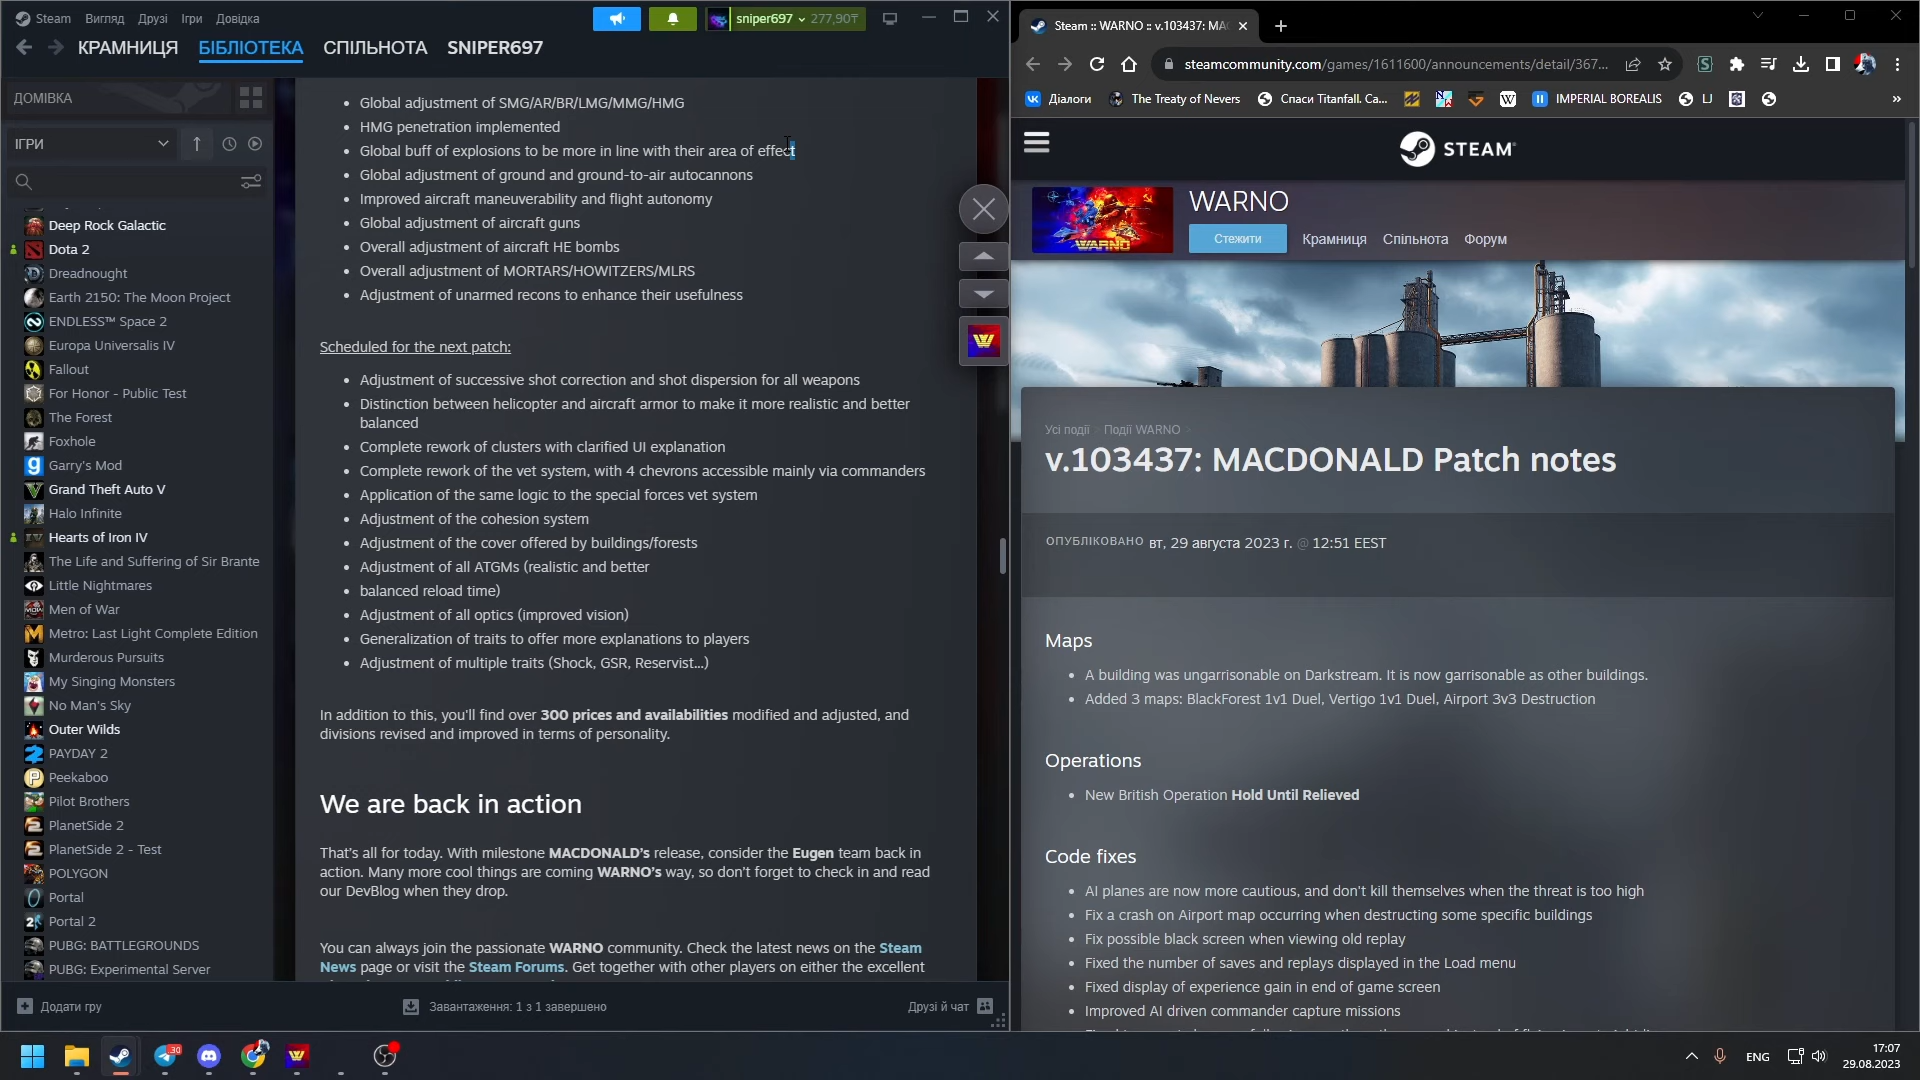 Steam Вигляд Друзі Ігри Довідка
sniper697 277,90₸
КРАМНИЦЯ БІБЛІОТЕКА СПІЛЬНОТА SNIPER697
ДОМІВКА
ІГРИ
Deep Rock Galactic
Dota 2
Dreadnought
Earth 2150: The Moon Project
ENDLESS™ Space 2
Europa Universalis IV
Fallout
For Honor - Public Test
The Forest
Foxhole
Garry's Mod
Grand Theft Auto V
Halo Infinite
Hearts of Iron IV
The Life and Suffering of Sir Brante
Little Nightmares
Men of War
Metro: Last Light Complete Edition
Murderous Pursuits
My Singing Monsters
No Man's Sky
Outer Wilds
PAYDAY 2
Peekaboo
Pilot Brothers
PlanetSide 2
PlanetSide 2 - Test
POLYGON
Portal
Portal 2
PUBG: BATTLEGROUNDS
PUBG: Experimental Server
Додати гру
Завантаження: 1 з 1 завершено
Друзі й чат
• Global adjustment of SMG/AR/BR/LMG/MMG/HMG
• HMG penetration implemented
• Global buff of explosions to be more in line with their area of effect
• Global adjustment of ground and ground-to-air autocannons
• Improved aircraft maneuverability and flight autonomy
• Global adjustment of aircraft guns
• Overall adjustment of aircraft HE bombs
• Overall adjustment of MORTARS/HOWITZERS/MLRS
• Adjustment of unarmed recons to enhance their usefulness
Scheduled for the next patch:
• Adjustment of successive shot correction and shot dispersion for all weapons
• Distinction between helicopter and aircraft armor to make it more realistic and better
balanced
• Complete rework of clusters with clarified UI explanation
• Complete rework of the vet system, with 4 chevrons accessible mainly via commanders
• Application of the same logic to the special forces vet system
• Adjustment of the cohesion system
• Adjustment of the cover offered by buildings/forests
• Adjustment of all ATGMs (realistic and better
• balanced reload time)
• Adjustment of all optics (improved vision)
• Generalization of traits to offer more explanations to players
• Adjustment of multiple traits (Shock, GSR, Reservist...)
In addition to this, you'll find over 300 prices and availabilities modified and adjusted, and
divisions revised and improved in terms of personality.
We are back in action
That's all for today. With milestone MACDONALD's release, consider the Eugen team back in
action. Many more cool things are coming WARNO's way, so don't forget to check in and read
our DevBlog when they drop.
You can always join the passionate WARNO community. Check the latest news on the Steam
News page or visit the Steam Forums. Get together with other players on either the excellent
Steam :: WARNO :: v.103437: MA
steamcommunity.com/games/1611600/announcements/detail/367...
Діалоги The Treaty of Nevers Спаси Titanfall. Са... IMPERIAL BOREALIS LJ »
STEAM
WARNO
WARNO
Стежити Крамниця Спільнота Форум
Усі події > Події WARNO >
v.103437: MACDONALD Patch notes
ОПУБЛІКОВАНО вт, 29 августа 2023 г. @ 12:51 EEST
Maps
• A building was ungarrisonable on Darkstream. It is now garrisonable as other buildings.
• Added 3 maps: BlackForest 1v1 Duel, Vertigo 1v1 Duel, Airport 3v3 Destruction
Operations
• New British Operation Hold Until Relieved
Code fixes
• AI planes are now more cautious, and don't kill themselves when the threat is too high
• Fix a crash on Airport map occurring when destructing some specific buildings
• Fix possible black screen when viewing old replay
• Fixed the number of saves and replays displayed in the Load menu
• Fixed display of experience gain in end of game screen
• Improved AI driven commander capture missions
30
ENG
17:07
29.08.2023